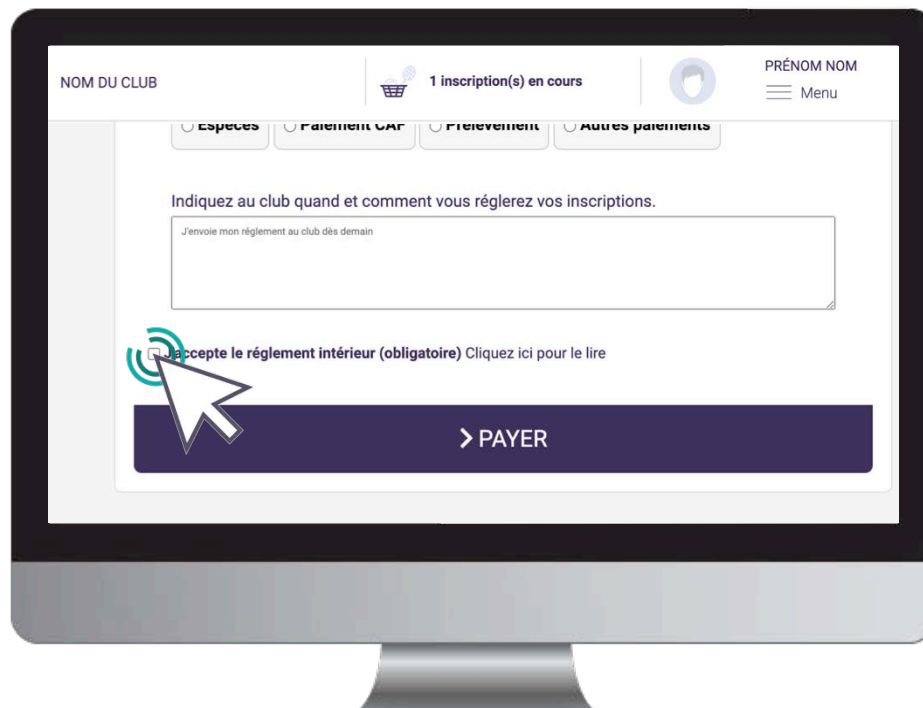 NOM DU CLUB
1 inscription(s) en cours
PRÉNOM NOM
Menu
Espèces Paiement CAF Prélèvement Autres paiements
Indiquez au club quand et comment vous réglerez vos inscriptions.
J'envoie mon réglement au club dès demain
J'accepte le réglement intérieur (obligatoire) Cliquez ici pour le lire
PAYER